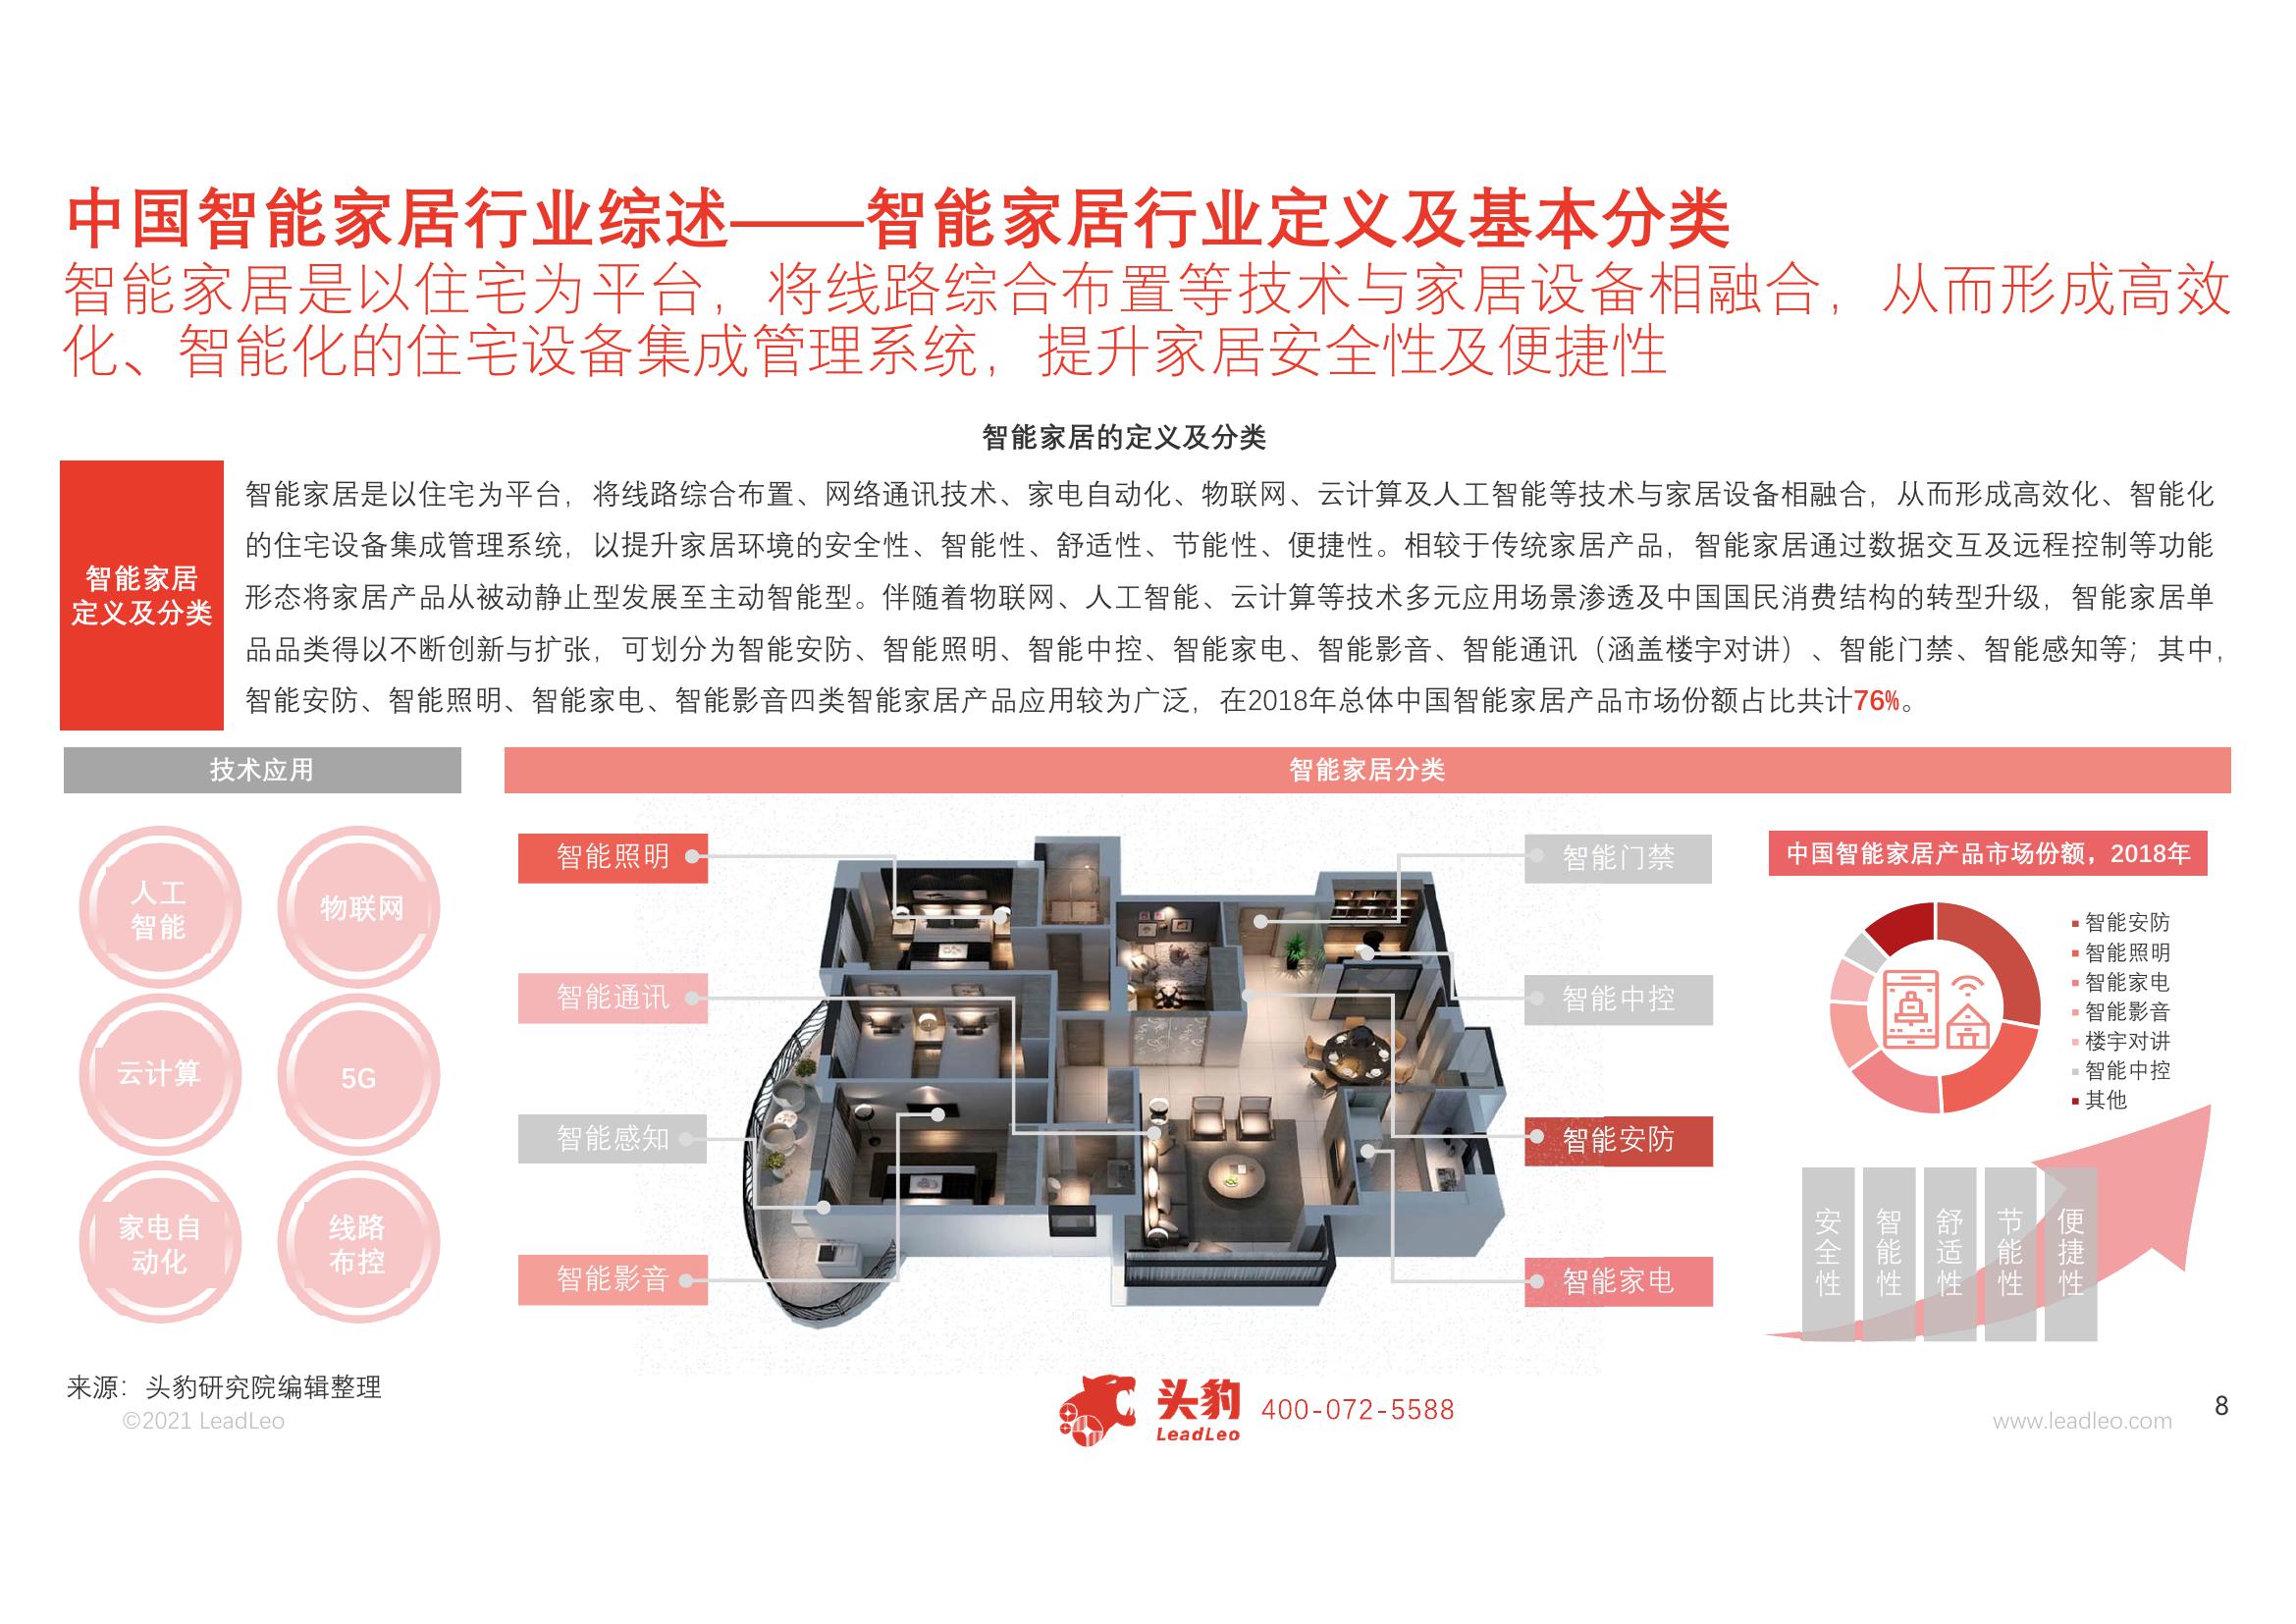 中国智能家居行业综述——智能家居行业定义及基本分类
智能家居是以住宅为平台，将线路综合布置等技术与家居设备相融合，从而形成高效
化、智能化的住宅设备集成管理系统，提升家居安全性及便捷性
智能家居的定义及分类
智能家居
定义及分类
智能家居是以住宅为平台，将线路综合布置、网络通讯技术、家电自动化、物联网、云计算及人工智能等技术与家居设备相融合，从而形成高效化、智能化
的住宅设备集成管理系统，以提升家居环境的安全性、智能性、舒适性、节能性、便捷性。相较于传统家居产品，智能家居通过数据交互及远程控制等功能
形态将家居产品从被动静止型发展至主动智能型。伴随着物联网、人工智能、云计算等技术多元应用场景渗透及中国国民消费结构的转型升级，智能家居单
品品类得以不断创新与扩张，可划分为智能安防、智能照明、智能中控、智能家电、智能影音、智能通讯（涵盖楼宇对讲）、智能门禁、智能感知等；其中，
智能安防、智能照明、智能家电、智能影音四类智能家居产品应用较为广泛，在2018年总体中国智能家居产品市场份额占比共计76%。
技术应用
人工
智能
物联网
云计算
5G
家电自
动化
线路
布控
智能家居分类
智能照明
智能通讯
智能感知
智能影音
智能门禁
智能中控
智能安防
智能家电
中国智能家居产品市场份额，2018年
智能安防
智能照明
智能家电
智能影音
楼宇对讲
智能中控
其他
安全性
智能性
舒适性
节能性
便捷性
来源：头豹研究院编辑整理
©2021 LeadLeo
头豹
LeadLeo
400-072-5588
www.leadleo.com
8